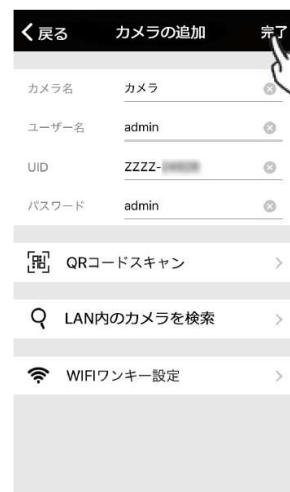 戻る カメラの追加 完了
カメラ名 カメラ
ユーザー名 admin
UID ZZZZ-
パスワード admin
QRコードスキャン
LAN内のカメラを検索
WIFIワンキー設定